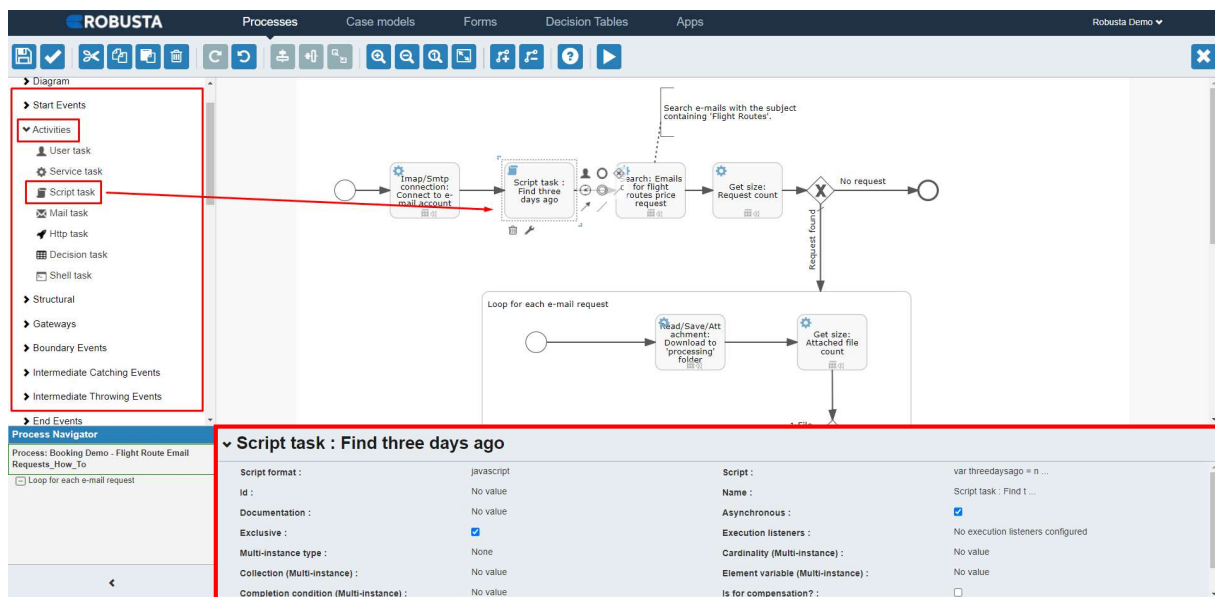 ROBUSTA
Processes
Case models
Forms
Decision Tables
Apps
Robusta Demo
Diagram
Start Events
Activities
User task
Service task
Script task
Mail task
Http task
Decision task
Shell task
Structural
Gateways
Boundary Events
Intermediate Catching Events
Intermediate Throwing Events
End Events
Search e-mails with the subject
containing 'Flight Routes'.
Imap/Smtp
connection:
Connect to e-
mail account
Script task :
Find three
days ago
earch: Emails
for flight
routes price
request
Get size:
Request count
X
No request
Request found
Loop for each e-mail request
Read/Save/Att
achment:
Download to
'processing'
folder
Get size:
Attached file
count
Process Navigator
Process: Booking Demo - Flight Route Email
Requests_How_To
Loop for each e-mail request
Script task : Find three days ago
Script format : javascript
Script : var threedaysago = n ...
Id : No value
Name : Script task : Find t ...
Documentation : No value
Asynchronous :
Exclusive :
Execution listeners : No execution listeners configured
Multi-instance type : None
Cardinality (Multi-instance) : No value
Collection (Multi-instance) : No value
Element variable (Multi-instance) : No value
Completion condition (Multi-instance) : No value
Is for compensation? :